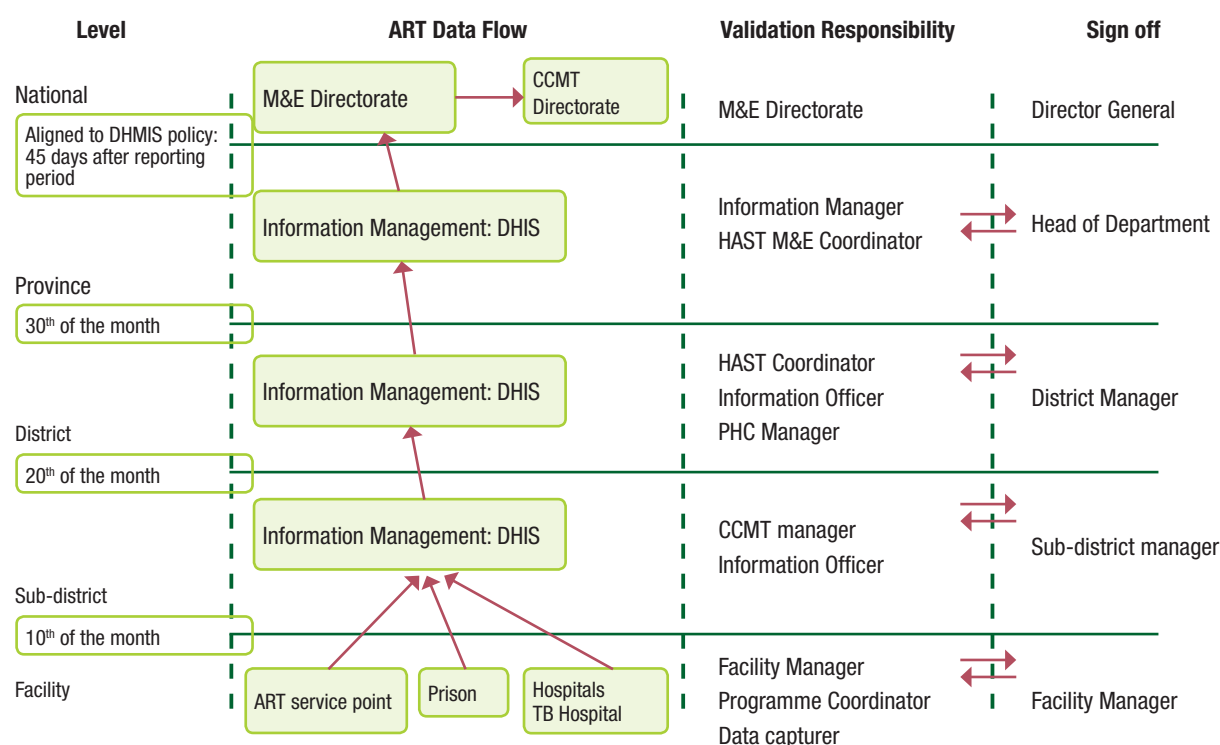 Level
ART Data Flow
Validation Responsibility
Sign off
National
Aligned to DHMIS policy:
45 days after reporting
period
M&E Directorate
CCMT
Directorate
M&E Directorate
Director General
Information Management: DHIS
Information Manager
HAST M&E Coordinator
Head of Department
Province
30th of the month
Information Management: DHIS
HAST Coordinator
Information Officer
PHC Manager
District Manager
District
20th of the month
Information Management: DHIS
CCMT manager
Information Officer
Sub-district manager
Sub-district
10th of the month
Facility
ART service point
Prison
Hospitals
TB Hospital
Facility Manager
Programme Coordinator
Data capturer
Facility Manager